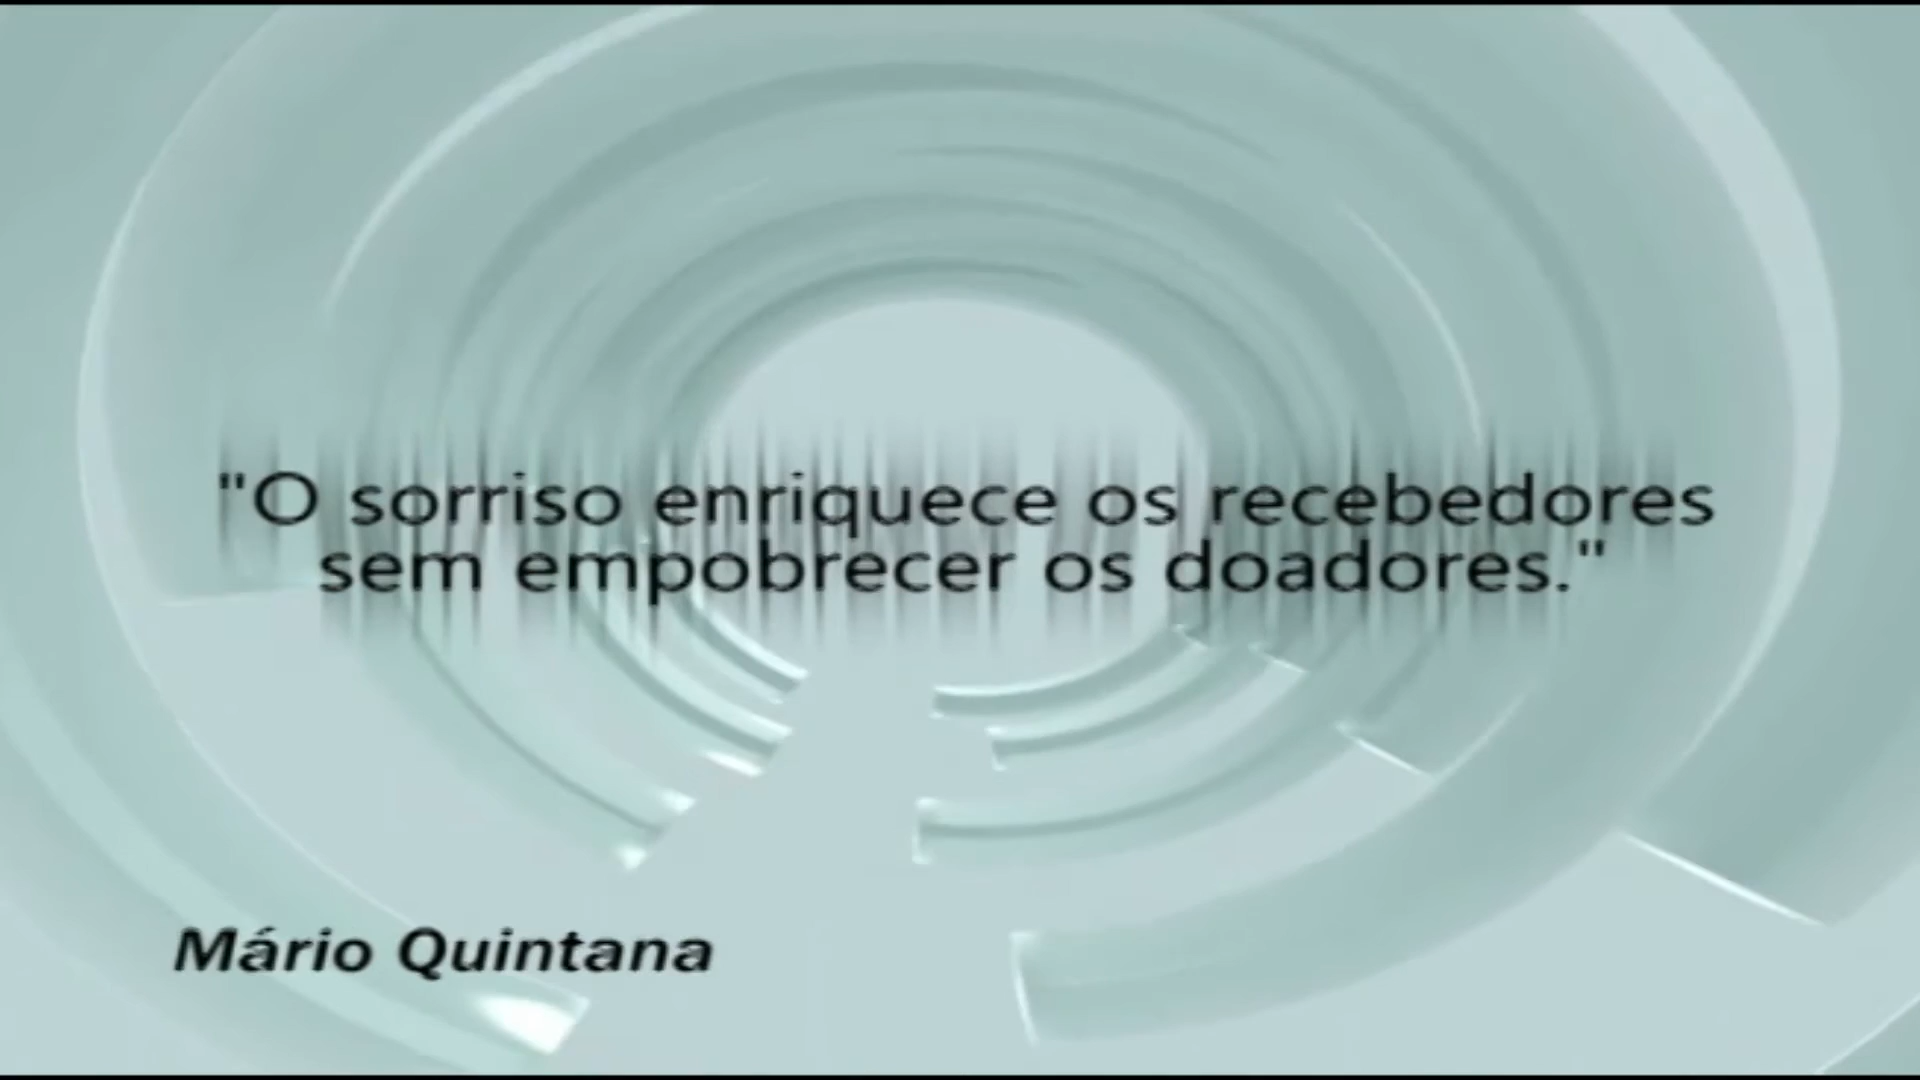 "O sorriso enriquece os recebedores
sem empobrecer os doadores."
Mário Quintana